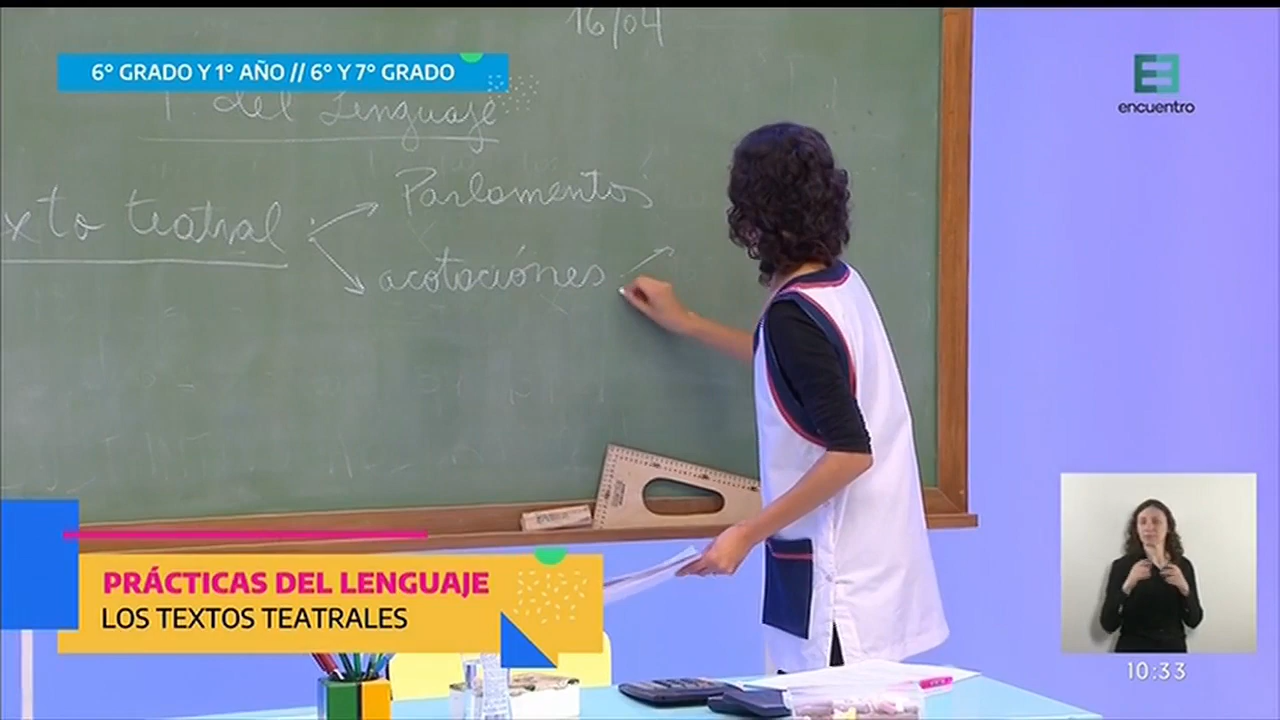 16/04
6° GRADO Y 1° AÑO // 6° Y 7° GRADO
encuentro
P. del Lenguaje
xto teatral
Parlamentos
acotaciónes
PRÁCTICAS DEL LENGUAJE
LOS TEXTOS TEATRALES
10:33